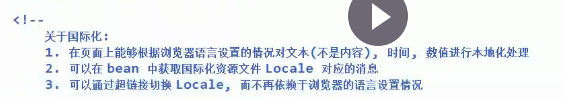 <!--
关于国际化:
1. 在页面上能够根据浏览器语言设置的情况对文本(不是内容), 时间, 数值进行本地化处理
2. 可以在 bean 中获取国际化资源文件 Locale 对应的消息
3. 可以通过超链接切换 Locale, 而不再依赖于浏览器的语言设置情况